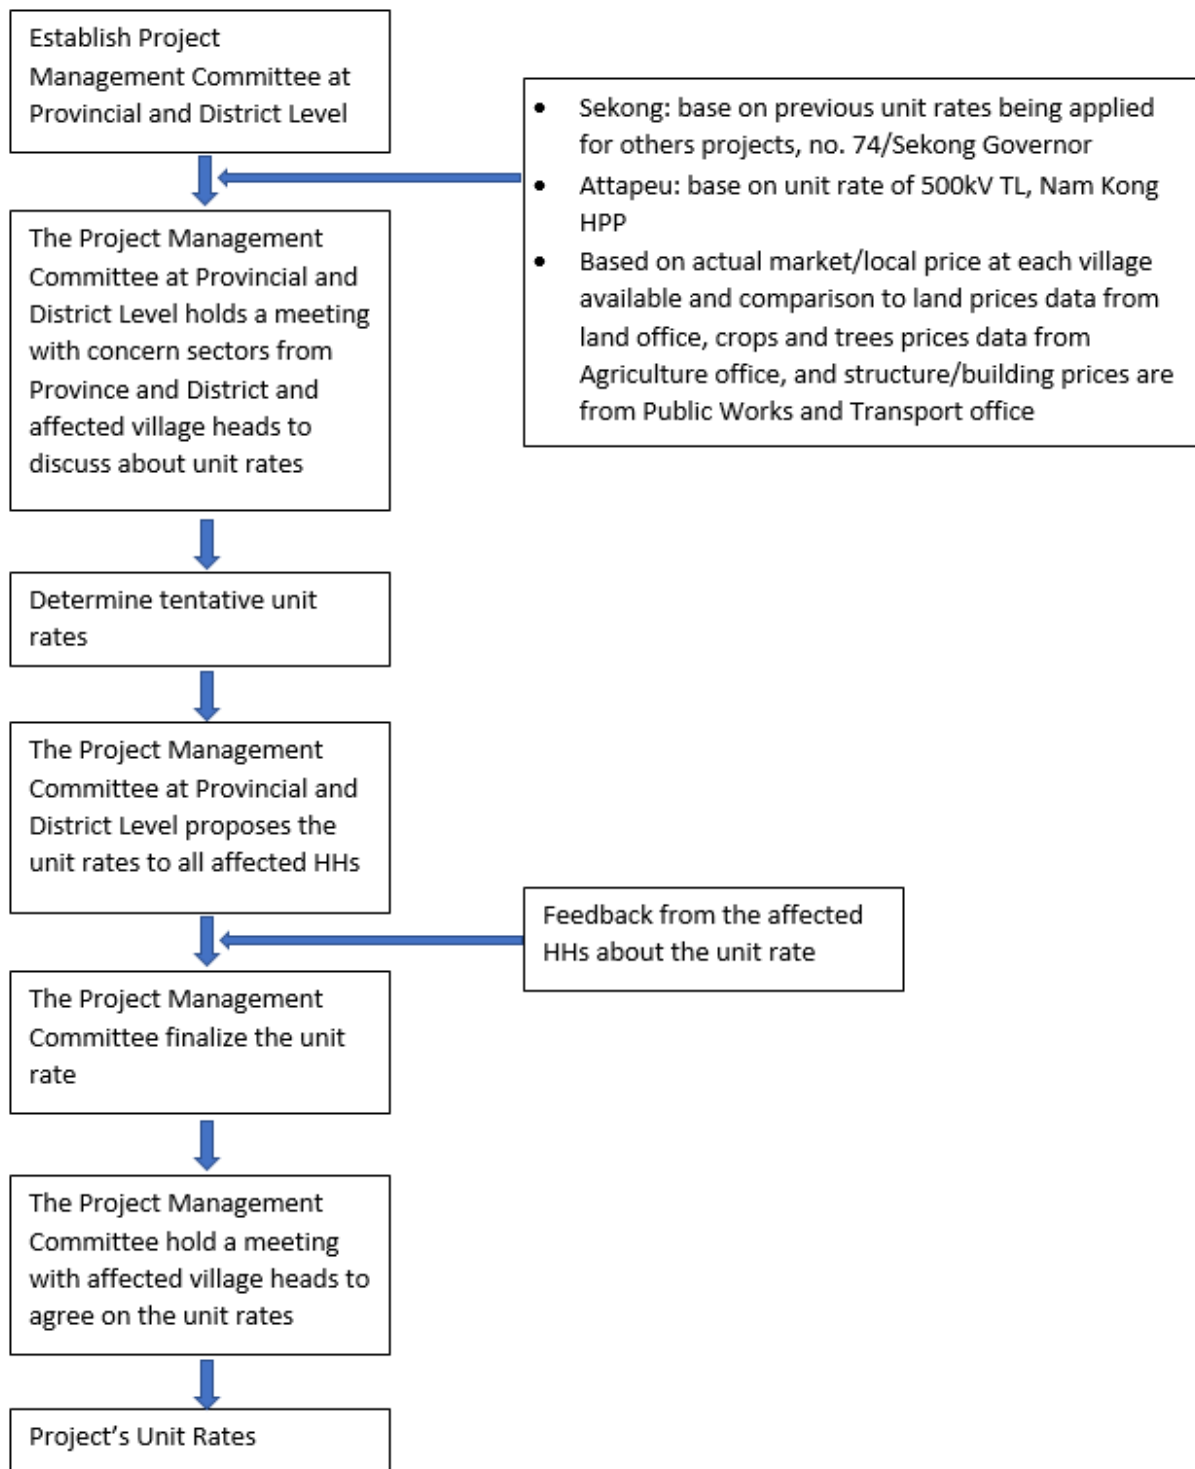 Establish Project
Management Committee at
Provincial and District Level
• Sekong: base on previous unit rates being applied
for others projects, no. 74/Sekong Governor
• Attapeu: base on unit rate of 500kV TL, Nam Kong
HPP
• Based on actual market/local price at each village
available and comparison to land prices data from
land office, crops and trees prices data from
Agriculture office, and structure/building prices are
from Public Works and Transport office
The Project Management
Committee at Provincial and
District Level holds a meeting
with concern sectors from
Province and District and
affected village heads to
discuss about unit rates
Determine tentative unit
rates
The Project Management
Committee at Provincial and
District Level proposes the
unit rates to all affected HHs
Feedback from the affected
HHs about the unit rate
The Project Management
Committee finalize the unit
rate
The Project Management
Committee hold a meeting
with affected village heads to
agree on the unit rates
Project’s Unit Rates